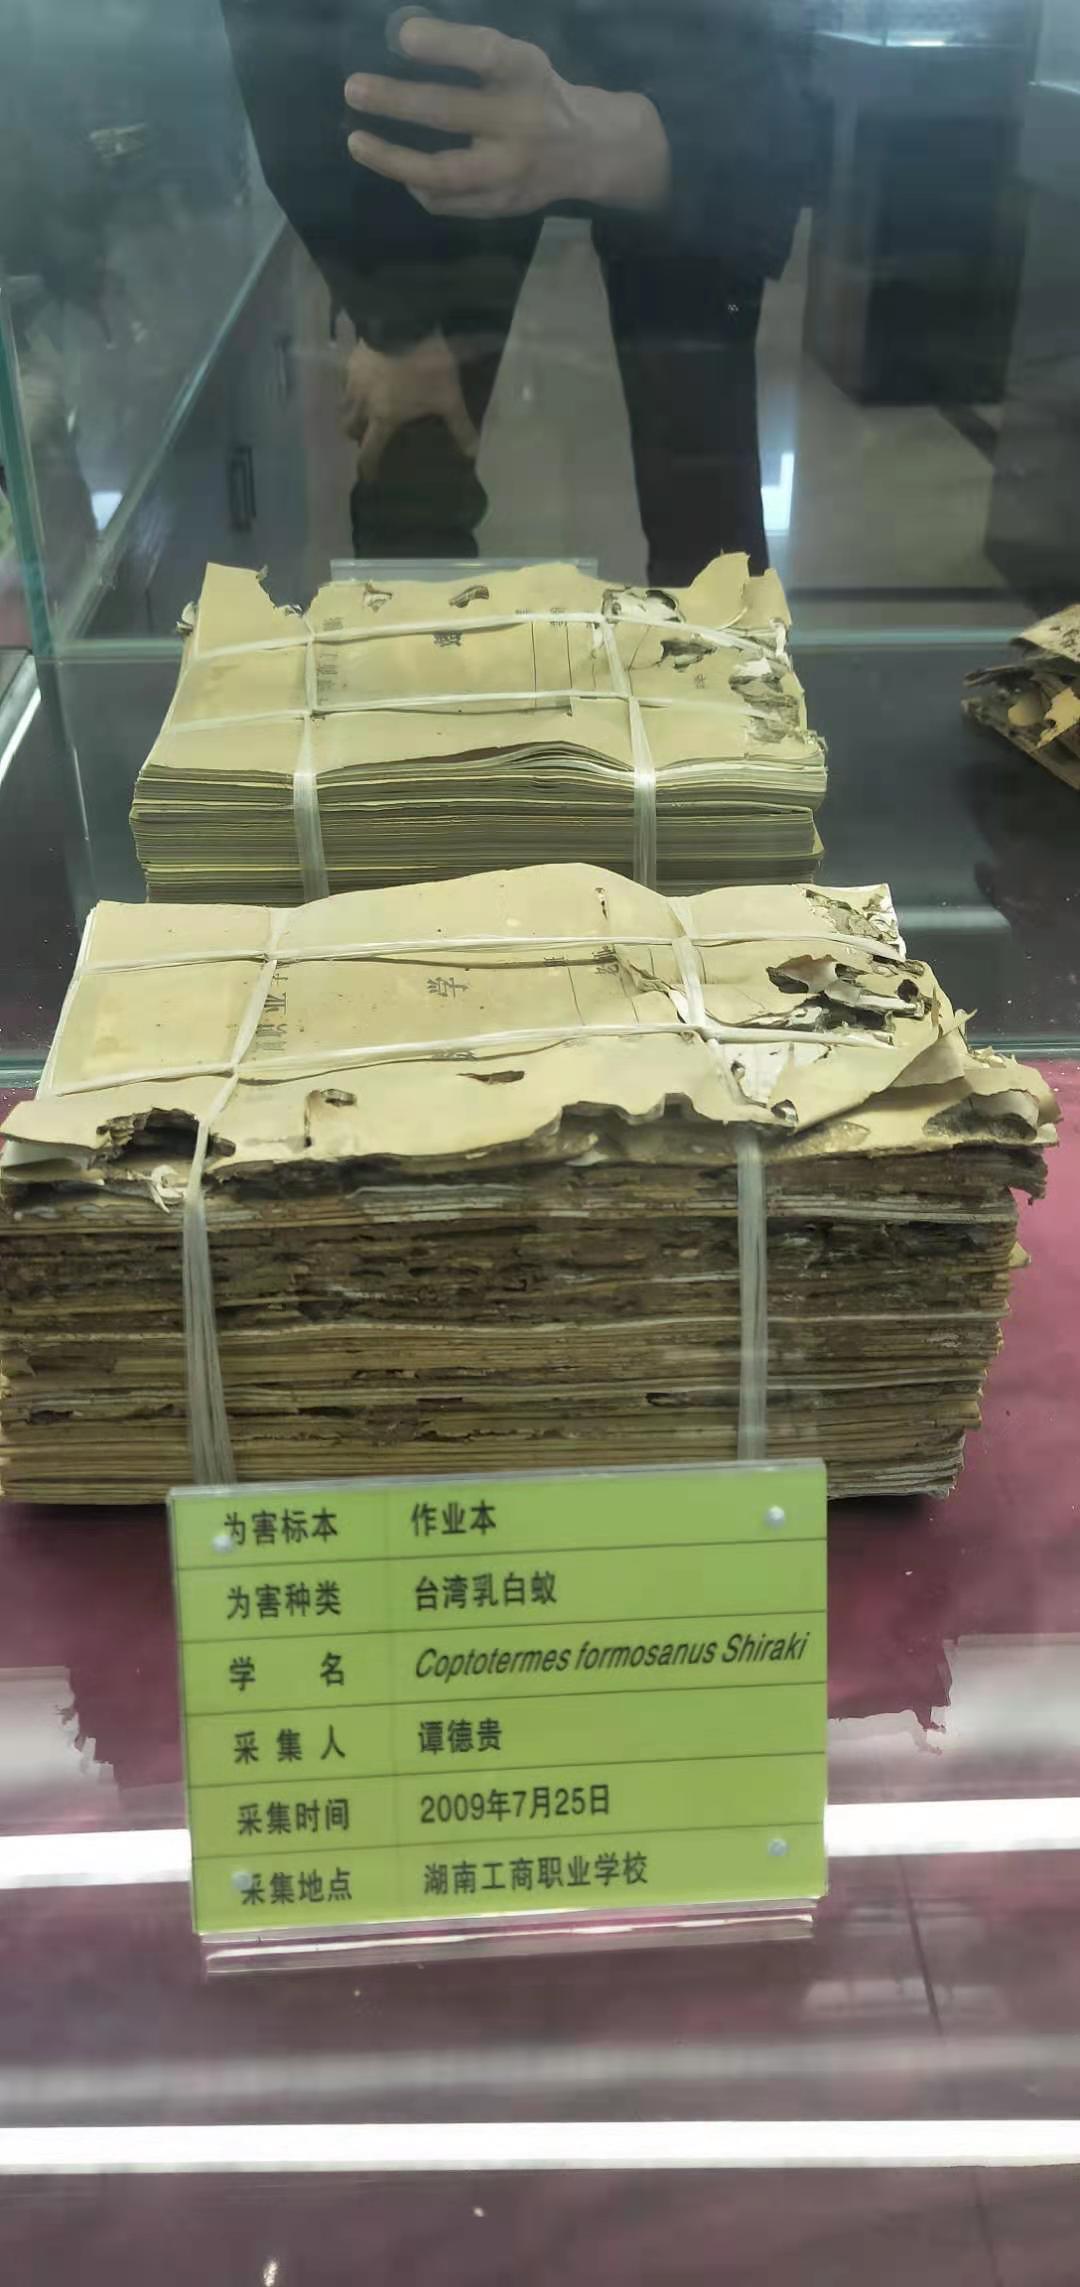 学
为害标本 作业本
为害种类 台湾乳白蚁
学 名 Coptotermes formosanus Shiraki
采集人 谭德贵
采集时间 2009年7月25日
采集地点 湖南工商职业学校